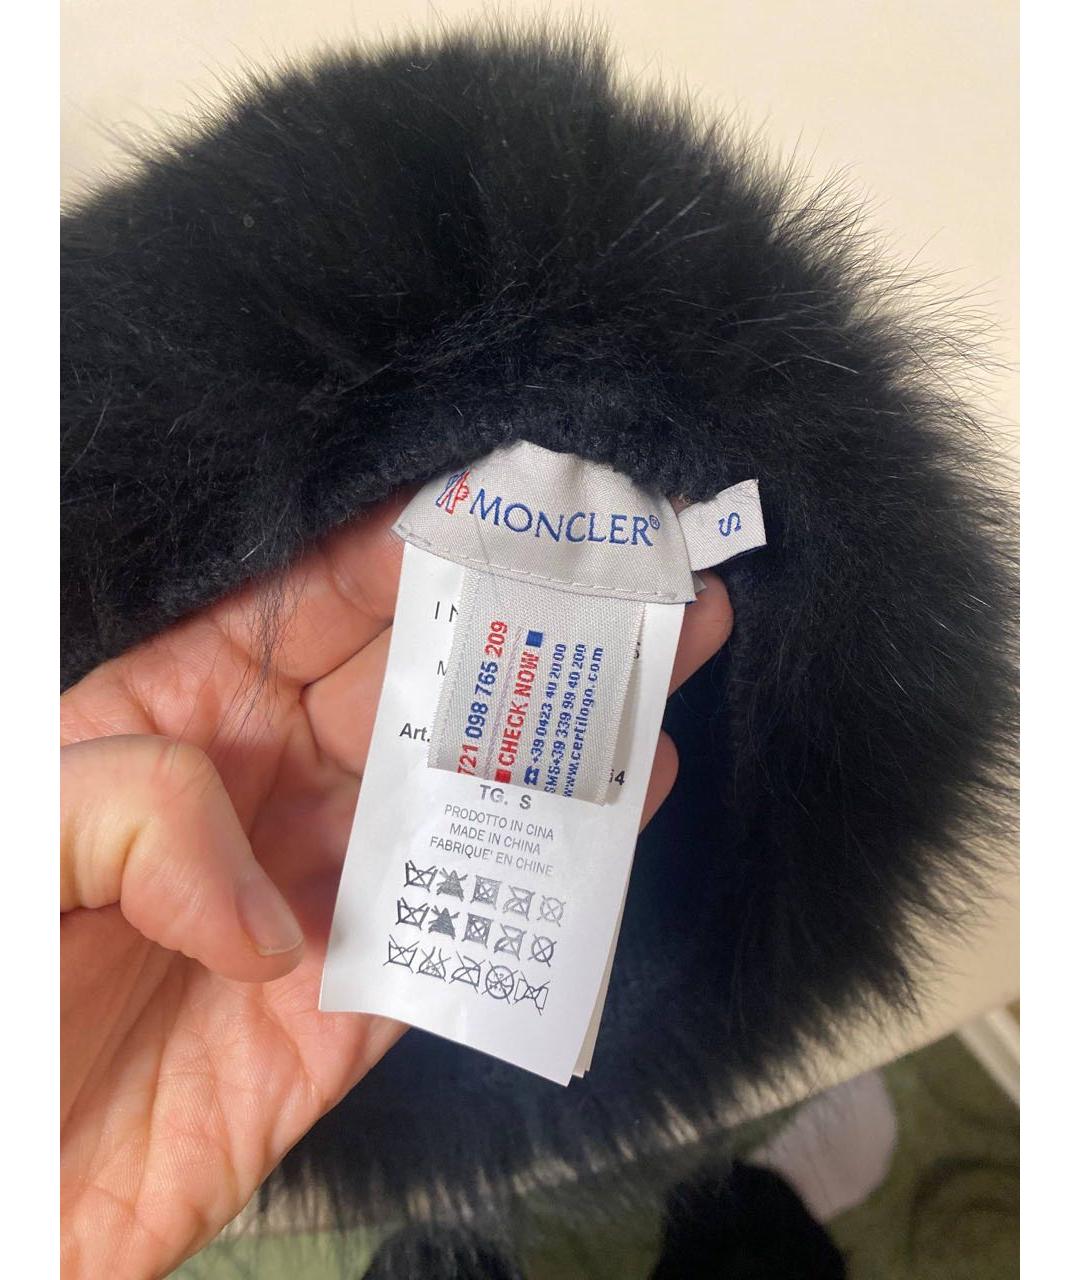 MONCLER®
S
721 098 765 209
CHECK NOW
+39 0423 40 20 00
SMS+39 339 99 40 200
www.certilogo.com
Art.
TG. S
PRODOTTO IN CINA
MADE IN CHINA
FABRIQUE' EN CHINE